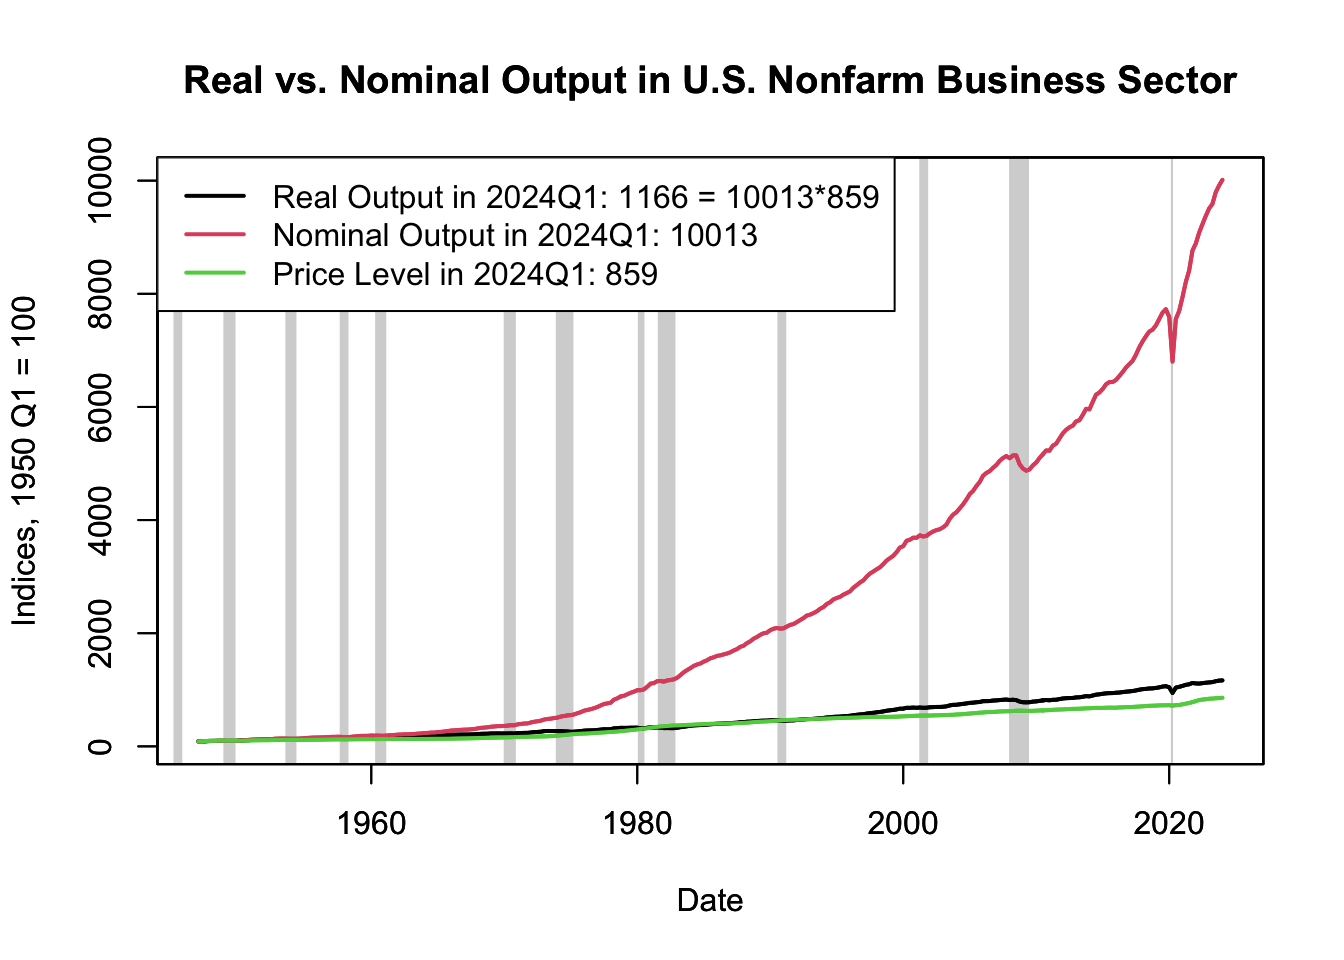 Real vs. Nominal Output in U.S. Nonfarm Business Sector
Real Output in 2024Q1: 1166 = 10013*859
Nominal Output in 2024Q1: 10013
Price Level in 2024Q1: 859
Indices, 1950 Q1 = 100
10000
8000
6000
4000
2000
0
1960
1980
2000
2020
Date